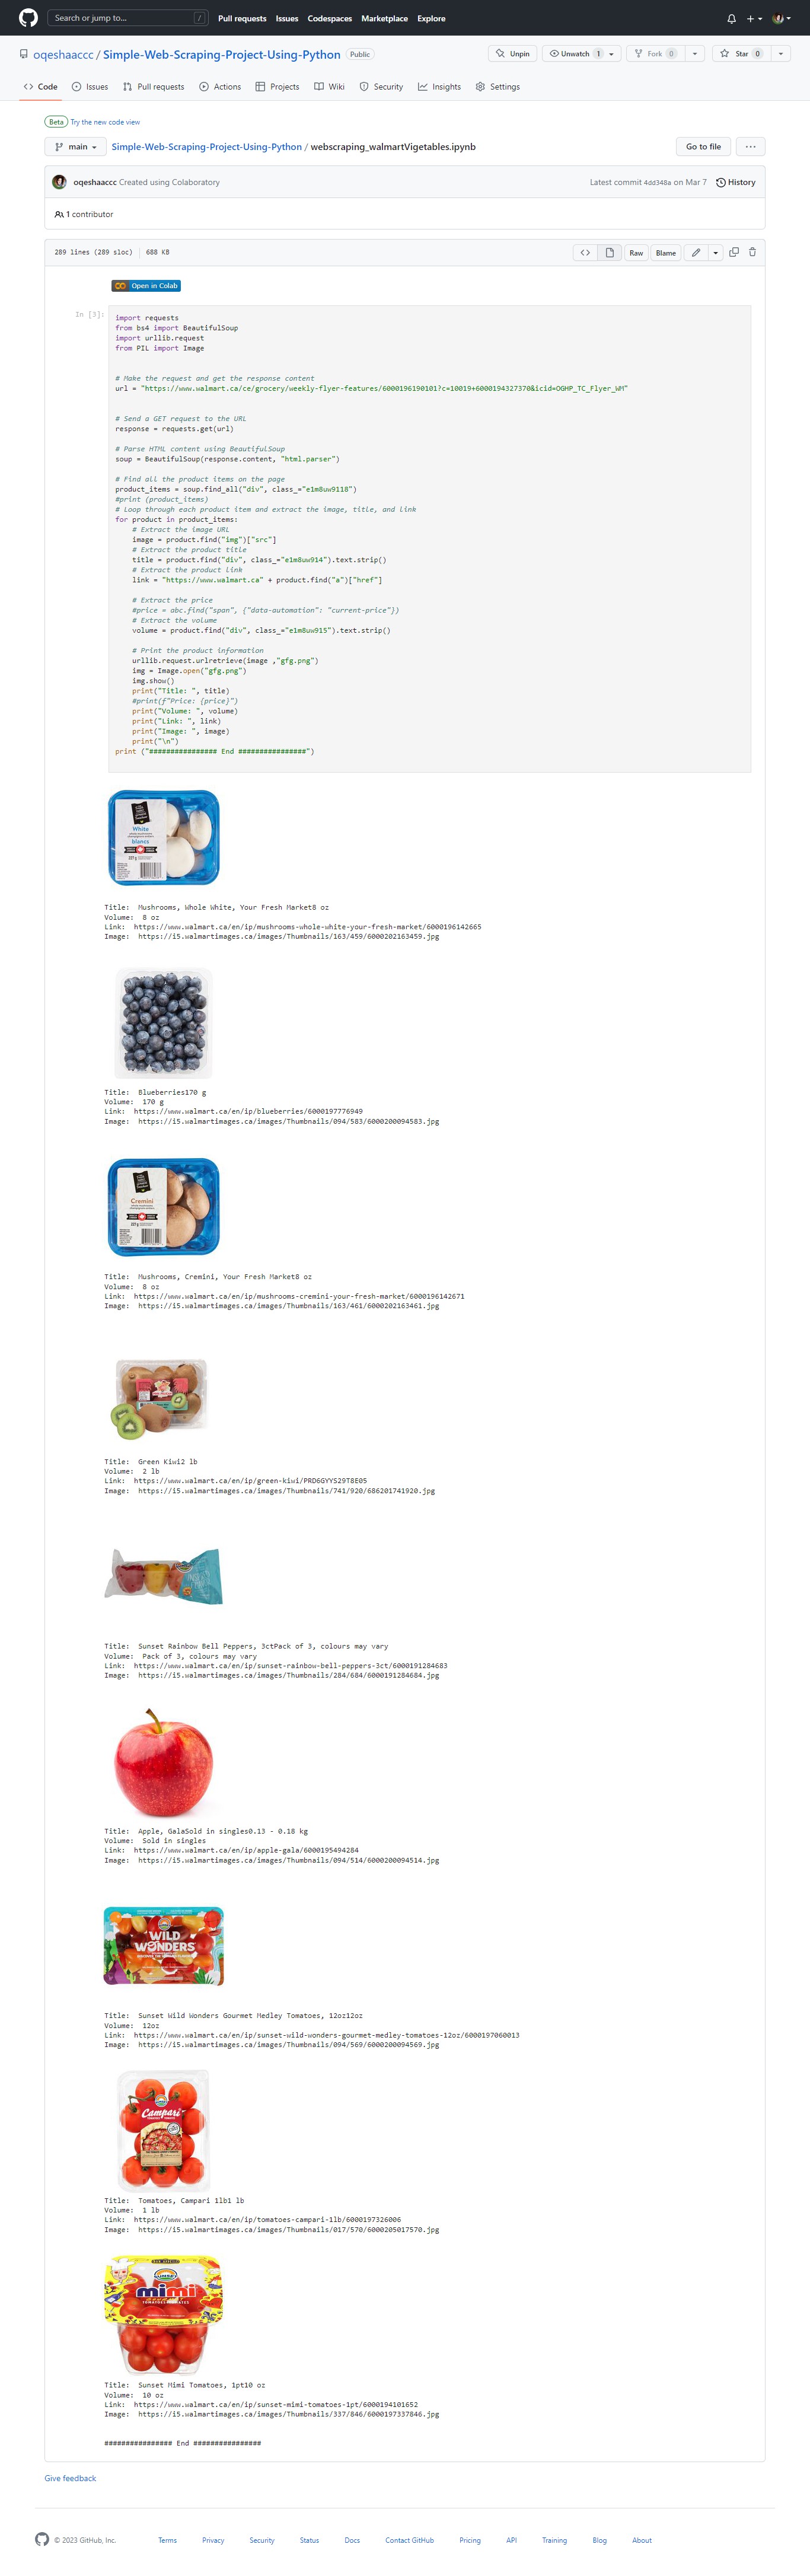 Search or jump to... /
Pull requests Issues Codespaces Marketplace Explore
oqeshaaccc / Simple-Web-Scraping-Project-Using-Python Public
Unpin Unwatch 1 Fork 0 Star 0
Code Issues Pull requests Actions Projects Wiki Security Insights Settings
Beta Try the new code view
main Simple-Web-Scraping-Project-Using-Python / webscraping_walmartVigetables.ipynb Go to file ...
oqeshaaccc Created using Colaboratory Latest commit 4dd348a on Mar 7 History
1 contributor
289 lines (289 sloc) 688 KB Raw Blame
Open in Colab
In [3]:
import requests
from bs4 import BeautifulSoup
import urllib.request
from PIL import Image
# Make the request and get the response content
url = "https://www.walmart.ca/ce/grocery/weekly-flyer-features/6000196190101?c=10019+6000194327370&icid=OGHP_TC_Flyer_WM"
# Send a GET request to the URL
response = requests.get(url)
# Parse HTML content using BeautifulSoup
soup = BeautifulSoup(response.content, "html.parser")
# Find all the product items on the page
product_items = soup.find_all("div", class_="e1m8uw9118")
#print (product_items)
# Loop through each product item and extract the image, title, and link
for product in product_items:
# Extract the image URL
image = product.find("img")["src"]
# Extract the product title
title = product.find("div", class_="e1m8uw914").text.strip()
# Extract the product link
link = "https://www.walmart.ca" + product.find("a")["href"]
# Extract the price
#price = abc.find("span", {"data-automation": "current-price"})
# Extract the volume
volume = product.find("div", class_="e1m8uw915").text.strip()
# Print the product information
urllib.request.urlretrieve(image ,"gfg.png")
img = Image.open("gfg.png")
img.show()
print("Title: ", title)
#print(f"Price: {price}")
print("Volume: ", volume)
print("Link: ", link)
print("Image: ", image)
print("\n")
print ("################ End ################")
White
blancs
227 g
Title: Mushrooms, Whole White, Your Fresh Market8 oz
Volume: 8 oz
Link: https://www.walmart.ca/en/ip/mushrooms-whole-white-your-fresh-market/6000196142665
Image: https://i5.walmartimages.ca/images/Thumbnails/163/459/6000202163459.jpg
Title: Blueberries170 g
Volume: 170 g
Link: https://www.walmart.ca/en/ip/blueberries/6000197776949
Image: https://i5.walmartimages.ca/images/Thumbnails/094/583/6000200094583.jpg
Cremini
227 g
Title: Mushrooms, Cremini, Your Fresh Market8 oz
Volume: 8 oz
Link: https://www.walmart.ca/en/ip/mushrooms-cremini-your-fresh-market/6000196142671
Image: https://i5.walmartimages.ca/images/Thumbnails/163/461/6000202163461.jpg
Title: Green Kiwi2 lb
Volume: 2 lb
Link: https://www.walmart.ca/en/ip/green-kiwi/PRD6GYYS29T8E05
Image: https://i5.walmartimages.ca/images/Thumbnails/741/920/686201741920.jpg
Title: Sunset Rainbow Bell Peppers, 3ctPack of 3, colours may vary
Volume: Pack of 3, colours may vary
Link: https://www.walmart.ca/en/ip/sunset-rainbow-bell-peppers-3ct/6000191284683
Image: https://i5.walmartimages.ca/images/Thumbnails/284/684/6000191284684.jpg
Title: Apple, GalaSold in singles0.13 - 0.18 kg
Volume: Sold in singles
Link: https://www.walmart.ca/en/ip/apple-gala/6000195494284
Image: https://i5.walmartimages.ca/images/Thumbnails/094/514/6000200094514.jpg
WILD
WONDERS
Title: Sunset Wild Wonders Gourmet Medley Tomatoes, 12oz12oz
Volume: 12oz
Link: https://www.walmart.ca/en/ip/sunset-wild-wonders-gourmet-medley-tomatoes-12oz/6000197060013
Image: https://i5.walmartimages.ca/images/Thumbnails/094/569/6000200094569.jpg
Campari
Title: Tomatoes, Campari 1lb1 lb
Volume: 1 lb
Link: https://www.walmart.ca/en/ip/tomatoes-campari-1lb/6000197326006
Image: https://i5.walmartimages.ca/images/Thumbnails/017/570/6000205017570.jpg
SUNSET
mimi
Title: Sunset Mimi Tomatoes, 1pt10 oz
Volume: 10 oz
Link: https://www.walmart.ca/en/ip/sunset-mimi-tomatoes-1pt/6000194101652
Image: https://i5.walmartimages.ca/images/Thumbnails/337/846/6000197337846.jpg
################ End ################
Give feedback
© 2023 GitHub, Inc. Terms Privacy Security Status Docs Contact GitHub Pricing API Training Blog About